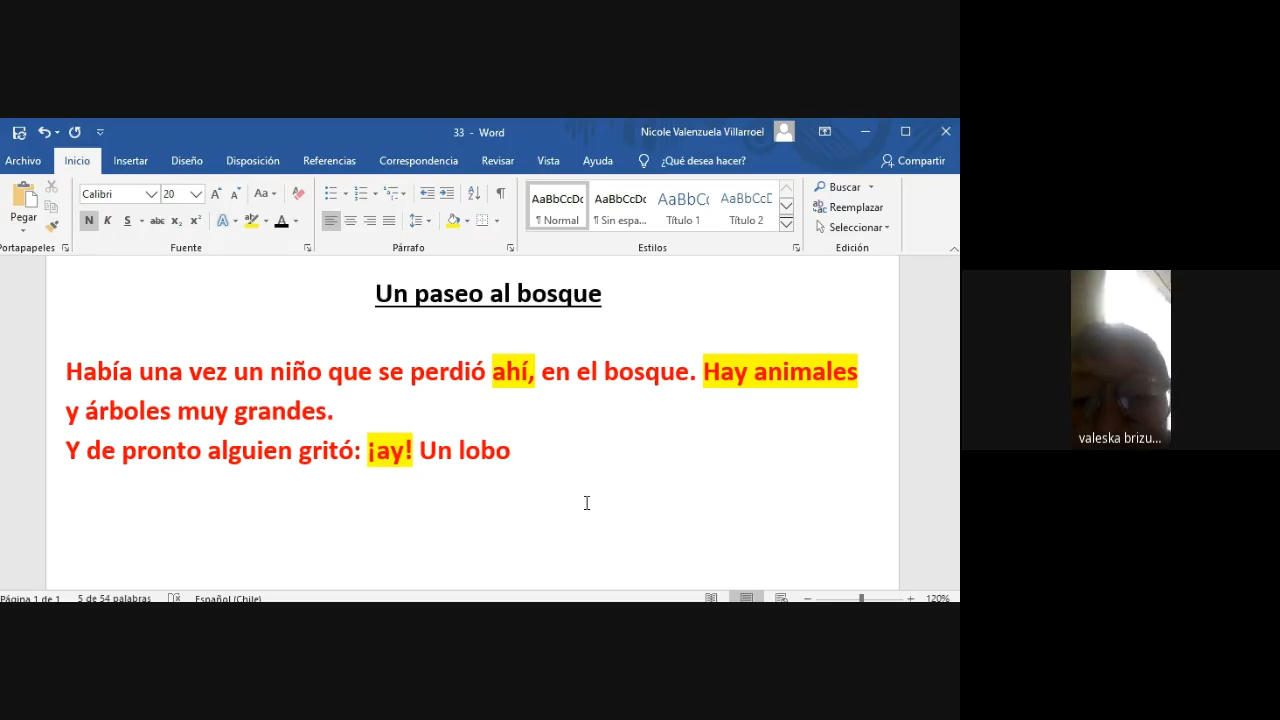 33 - Word
Nicole Valenzuela Villarroel
Archivo Inicio Insertar Diseño Disposición Referencias Correspondencia Revisar Vista Ayuda ¿Qué desea hacer? Compartir
Pegar
Calibri 20 A A Aa
N K S abc x₂ x² A A
AaBbCcDc AaBbCcDc AaBbCc AaBbCcD
¶ Normal ¶ Sin espa... Título 1 Título 2
Buscar
Reemplazar
Seleccionar
Portapapeles Fuente Párrafo Estilos Edición
Un paseo al bosque
Había una vez un niño que se perdió ahí, en el bosque. Hay animales
y árboles muy grandes.
Y de pronto alguien gritó: ¡ay! Un lobo
Página 1 de 1 5 de 54 palabras Español (Chile) 120%
valeska brizu...